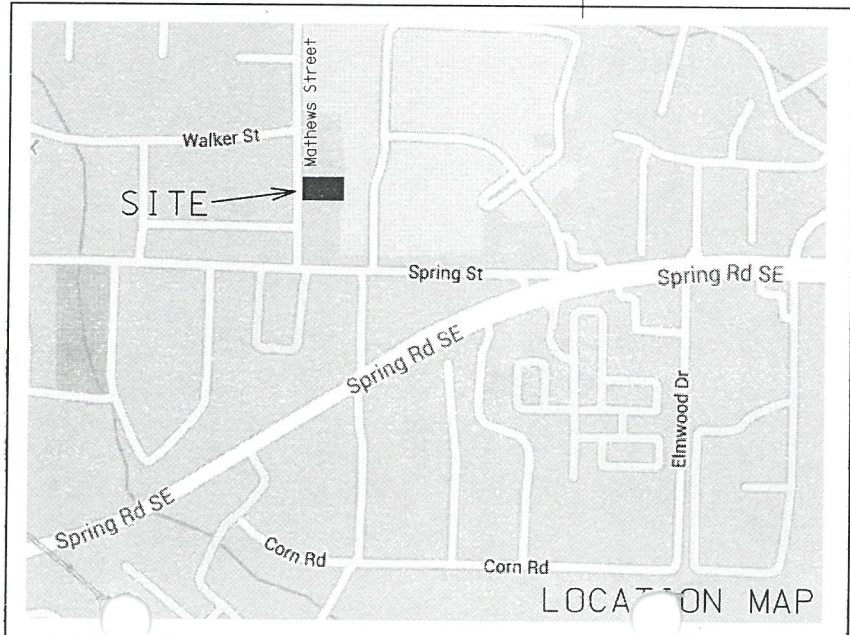 Mathews Street
Walker St
SITE
Spring St
Spring Rd SE
Spring Rd SE
Elmwood Dr
Spring Rd SE
Corn Rd
Corn Rd
LOCATION MAP